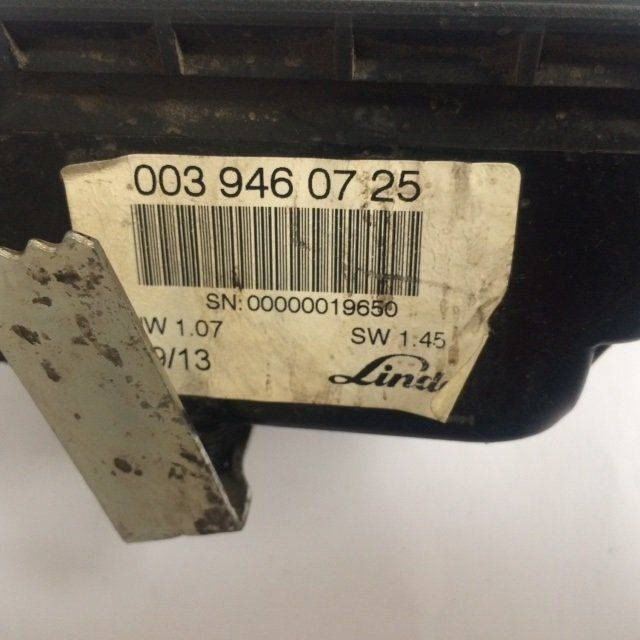 003 946 07 25
SN: 00000019650
W 1.07 SW 1.45
9/13
Linde